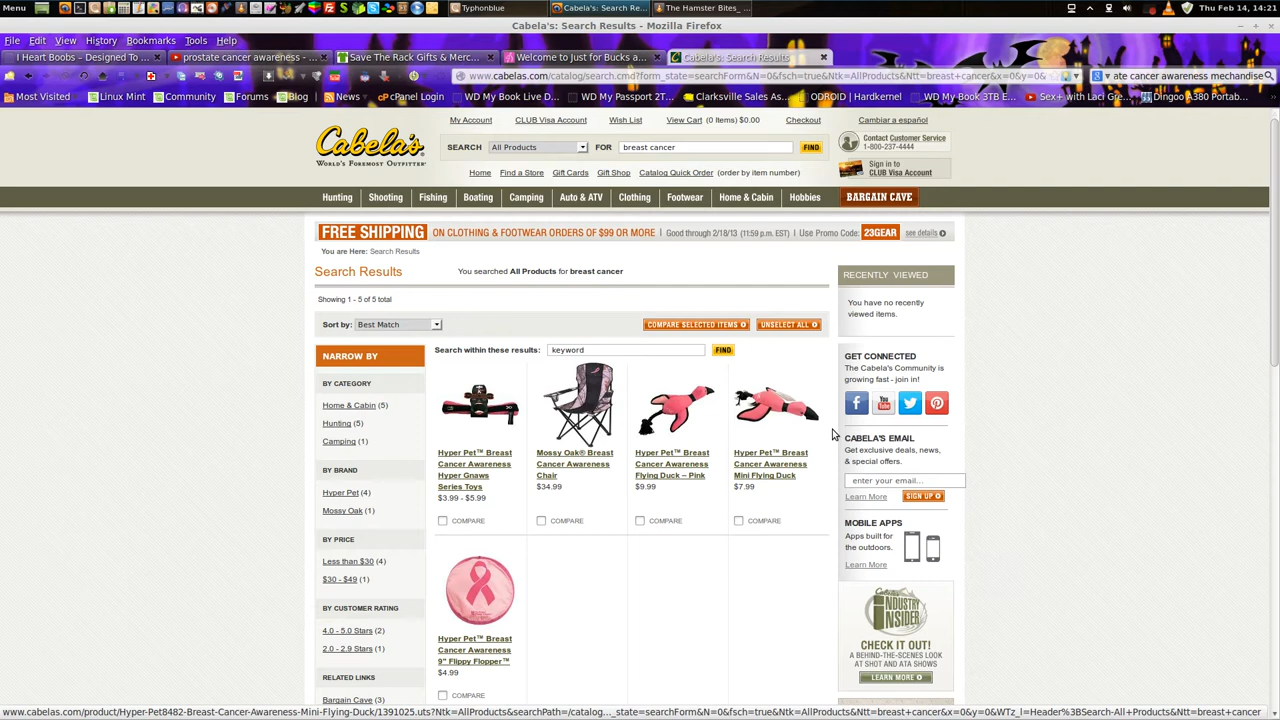 Menu Typhonblue Cabela's: Search Re... The Hamster Bites_ ... Thu Feb 14, 14:21
Cabela's: Search Results - Mozilla Firefox
File Edit View History Bookmarks Tools Help
I Heart Boobs – Designed To ... prostate cancer awareness - ... Save The Rack Gifts & Merc... Welcome to Just for Bucks a... Cabela's: Search Results
www.cabelas.com/catalog/search.cmd?form_state=searchForm&N=0&fsch=true&Ntk=AllProducts&Ntt=breast+cancer&x=0&y=0& ate cancer awareness mechandise
Most Visited Linux Mint Community Forums Blog News cPanel Login WD My Book Live D... WD My Passport 2T... Clarksville Sales As... ODROID | Hardkernel WD My Book 3TB E... Sex+ with Laci Gre... Dingoo A380 Portab...
My Account CLUB Visa Account Wish List View Cart (0 Items) $0.00 Checkout Cambiar a español
Cabela's
WORLD'S FOREMOST OUTFITTER
SEARCH All Products FOR breast cancer FIND
Contact Customer Service
1-800-237-4444
Sign in to
CLUB Visa Account
Home Find a Store Gift Cards Gift Shop Catalog Quick Order (order by item number)
Hunting Shooting Fishing Boating Camping Auto & ATV Clothing Footwear Home & Cabin Hobbies BARGAIN CAVE
FREE SHIPPING ON CLOTHING & FOOTWEAR ORDERS OF $99 OR MORE | Good through 2/18/13 (11:59 p.m. EST) | Use Promo Code: 23GEAR see details
You are Here: Search Results
Search Results You searched All Products for breast cancer
Showing 1 - 5 of 5 total
Sort by: Best Match COMPARE SELECTED ITEMS UNSELECT ALL
NARROW BY
BY CATEGORY
Home & Cabin (5)
Hunting (5)
Camping (1)
BY BRAND
Hyper Pet (4)
Mossy Oak (1)
BY PRICE
Less than $30 (4)
$30 - $49 (1)
BY CUSTOMER RATING
4.0 - 5.0 Stars (2)
2.0 - 2.9 Stars (1)
RELATED LINKS
Bargain Cave (3)
Search within these results: keyword FIND
Hyper Pet™ Breast
Cancer Awareness
Hyper Gnaws
Series Toys
$3.99 - $5.99
COMPARE
Mossy Oak® Breast
Cancer Awareness
Chair
$34.99
COMPARE
Hyper Pet™ Breast
Cancer Awareness
Flying Duck – Pink
$9.99
COMPARE
Hyper Pet™ Breast
Cancer Awareness
Mini Flying Duck
$7.99
COMPARE
Hyper Pet™ Breast
Cancer Awareness
9" Flippy Flopper™
$4.99
COMPARE
RECENTLY VIEWED
You have no recently
viewed items.
GET CONNECTED
The Cabela's Community is
growing fast - join in!
f You Tube
CABELA'S EMAIL
Get exclusive deals, news,
& special offers.
enter your email...
Learn More SIGN UP
MOBILE APPS
Apps built for
the outdoors.
Learn More
Cabela's
INDUSTRY
INSIDER
CHECK IT OUT!
A BEHIND-THE-SCENES LOOK
AT SHOT AND ATA SHOWS
LEARN MORE
www.cabelas.com/product/Hyper-Pet8482-Breast-Cancer-Awareness-Mini-Flying-Duck/1391025.uts?Ntk=AllProducts&searchPath=/catalog..._state=searchForm&N=0&fsch=true&Ntk=AllProducts&Ntt=breast+cancer&x=0&y=0&WTz_l=Header%3BSearch-All+Products&Ntt=breast+cancer